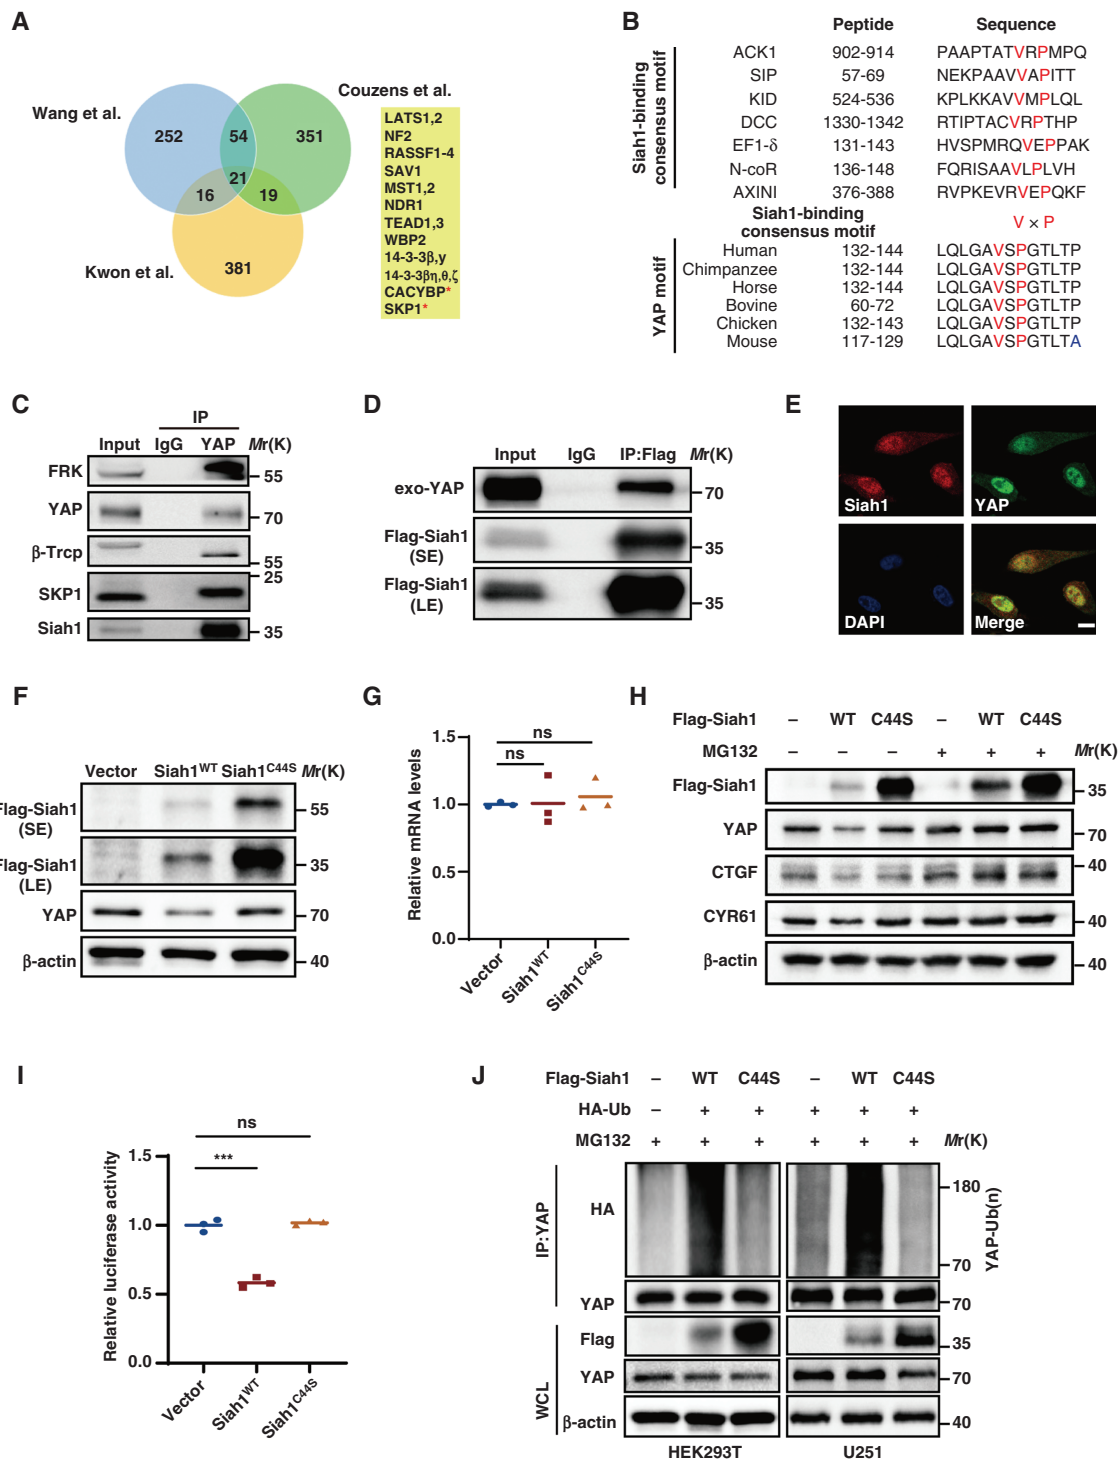 A
Wang et al.
Couzens et al.
Kwon et al.
252
54
351
21
16
19
381
LATS1,2
NF2
RASSF1-4
SAV1
MST1,2
NDR1
TEAD1,3
WBP2
14-3-3β,y
14-3-3βη,θ,ζ
CACYBP*
SKP1*
B
Peptide Sequence
Siah1-binding consensus motif
ACK1 902-914 PAAPTATVRPMPQ
SIP 57-69 NEKPAAVVAPITT
KID 524-536 KPLKKAVVMPLQL
DCC 1330-1342 RTIPTACVRPTHP
EF1-δ 131-143 HVSPMRQVEPPAK
N-coR 136-148 FQRISAAVLPLVH
AXINI 376-388 RVPKEVRVEPQKF
Siah1-binding
consensus motif V × P
YAP motif
Human 132-144 LQLGAVSPGTLTP
Chimpanzee 132-144 LQLGAVSPGTLTP
Horse 132-144 LQLGAVSPGTLTP
Bovine 60-72 LQLGAVSPGTLTP
Chicken 132-143 LQLGAVSPGTLTP
Mouse 117-129 LQLGAVSPGTLTA
C
IP
Input IgG YAP Mr(K)
FRK 55
YAP 70
β-Trcp 55
25
SKP1
Siah1 35
D
Input IgG IP:Flag Mr(K)
exo-YAP 70
Flag-Siah1
(SE) 35
Flag-Siah1
(LE) 35
E
Siah1
YAP
DAPI
Merge
F
Vector Siah1WT Siah1C44S Mr(K)
Flag-Siah1
(SE) 55
Flag-Siah1
(LE) 35
YAP 70
β-actin 40
G
Relative mRNA levels
1.5
1.0
0.5
0.0
ns
ns
Vector
Siah1WT
Siah1C44S
H
Flag-Siah1 – WT C44S – WT C44S
MG132 – – – + + + Mr(K)
Flag-Siah1 35
YAP 70
CTGF 40
CYR61 40
β-actin 40
I
Relative luciferase activity
1.5
1.0
0.5
0.0
ns
***
Vector
Siah1WT
Siah1C44S
J
Flag-Siah1 – WT C44S – WT C44S
HA-Ub – + + + + +
MG132 + + + + + + Mr(K)
IP:YAP
HA
180
70
YAP-Ub(n)
YAP 70
WCL
Flag 35
YAP 70
β-actin 40
HEK293T U251